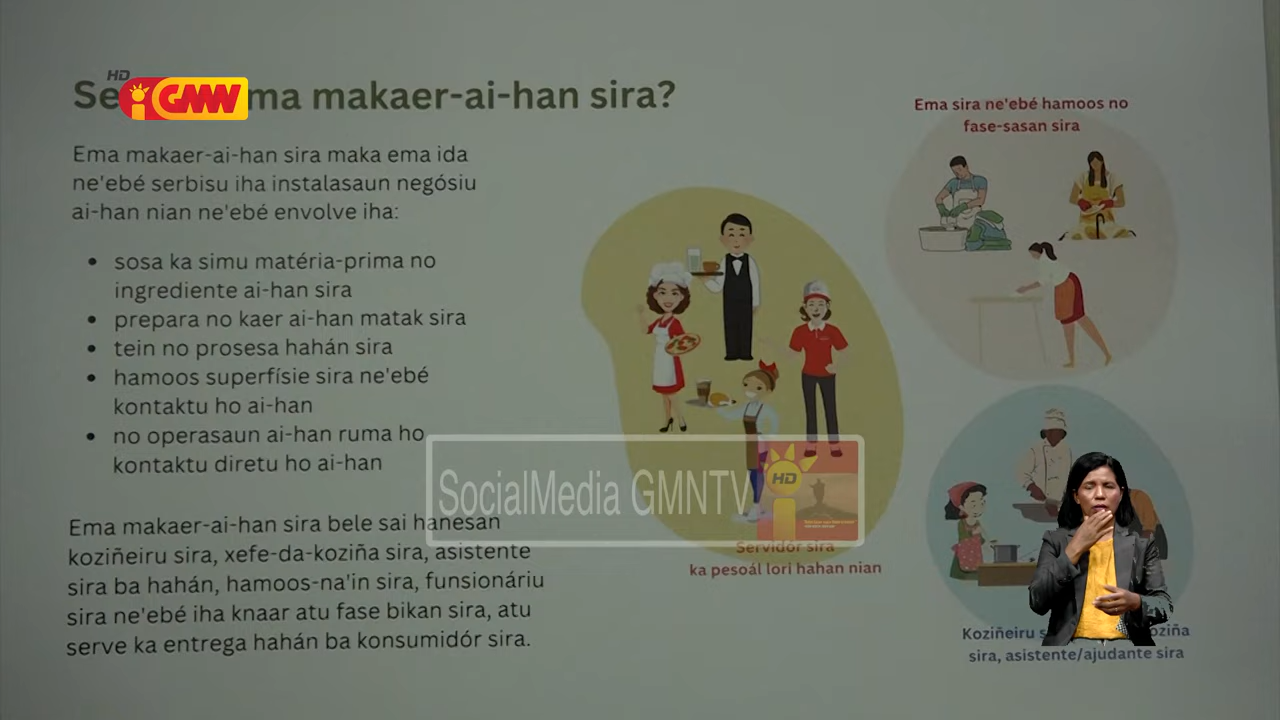 HD
GMN
Se ma makaer-ai-han sira?
Ema makaer-ai-han sira maka ema ida
ne'ebé serbisu iha instalasaun negósiu
ai-han nian ne'ebé envolve iha:
• sosa ka simu matéria-prima no
ingrediente ai-han sira
• prepara no kaer ai-han matak sira
• tein no prosesa hahán sira
• hamoos superfísie sira ne'ebé
kontaktu ho ai-han
• no operasaun ai-han ruma ho
kontaktu diretu ho ai-han
Ema makaer-ai-han sira bele sai hanesan
koziñeiru sira, xefe-da-koziña sira, asistente
sira ba hahán, hamoos-na'in sira, funsionáriu
sira ne'ebé iha knaar atu fase bikan sira, atu
serve ka entrega hahán ba konsumidór sira.
Ema sira ne'ebé hamoos no
fase-sasan sira
SocialMedia GMNTV
HD
Servidór sira
ka pesoál lori hahan nian
Koziñeiru
sira, asistente/ajudante sira